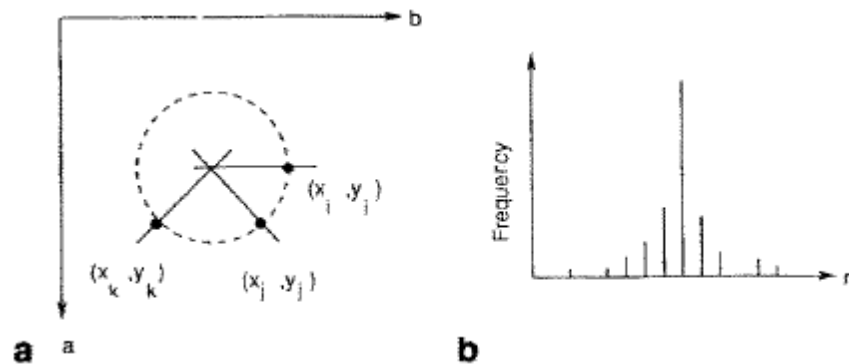 b
(x_i ,y_i)
(x_k ,y_k)
(x_j ,y_j)
a
a
Frequency
r
b